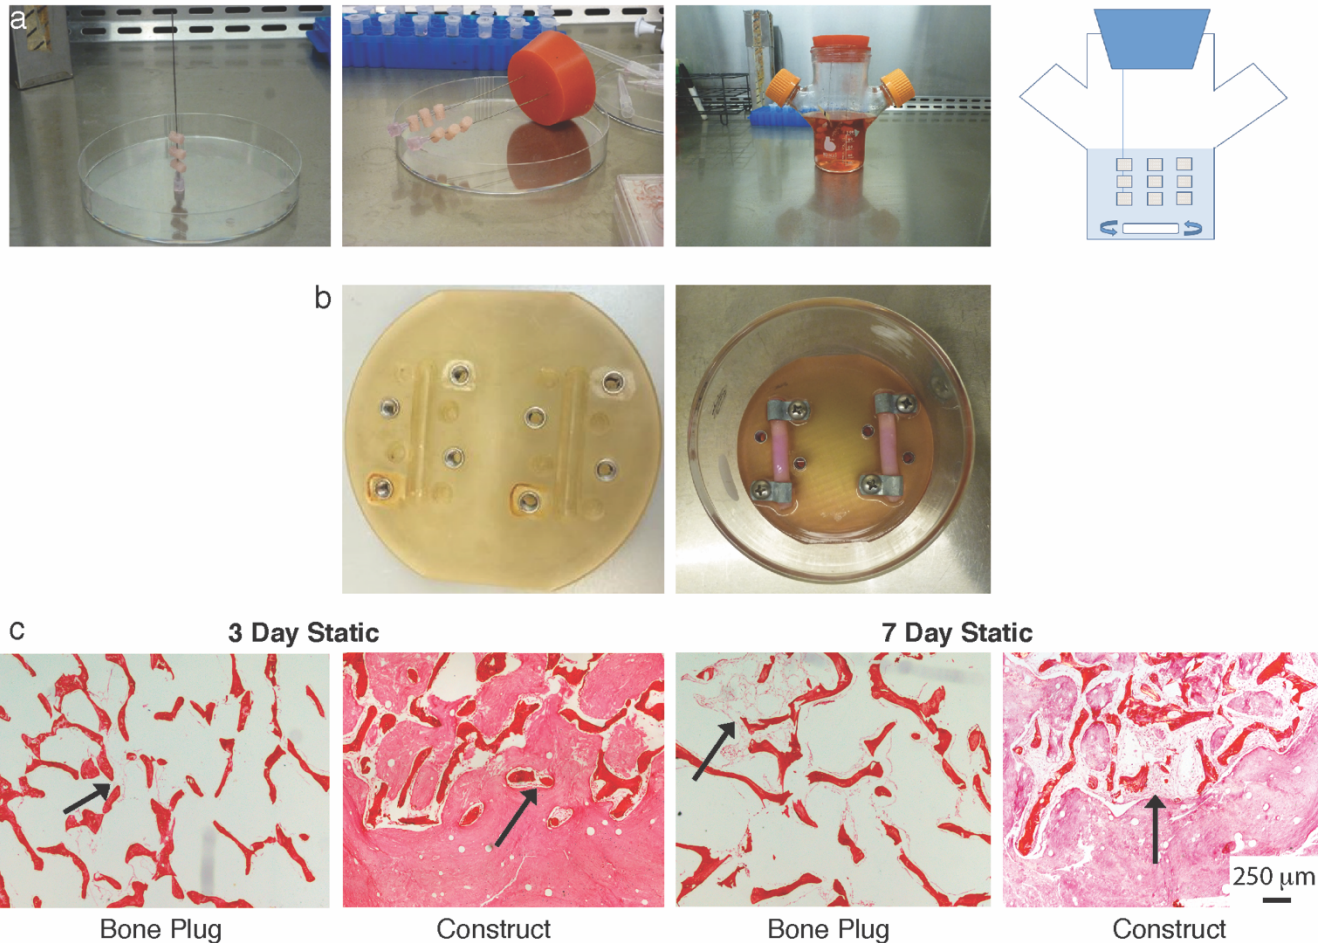 a
b
c
3 Day Static
7 Day Static
250 μm
Bone Plug
Construct
Bone Plug
Construct